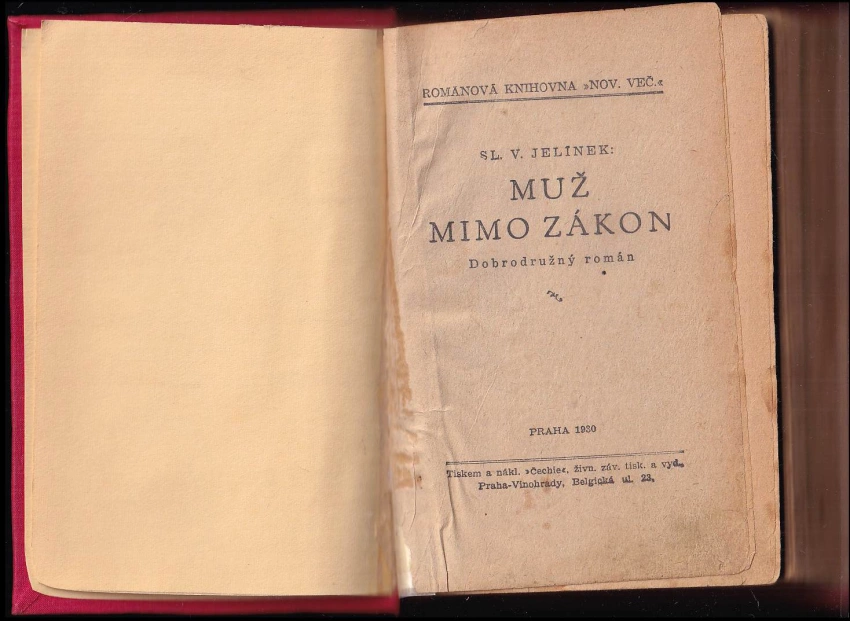 ROMÁNOVÁ KNIHOVNA »NOV. VEČ.«
SL. V. JELÍNEK:
MUŽ
MIMO ZÁKON
Dobrodružný román
PRAHA 1930
Tiskem a nákl. »Čechie«, živn. záv. tisk. a vyd.,
Praha-Vinohrady, Belgická ul. 23.